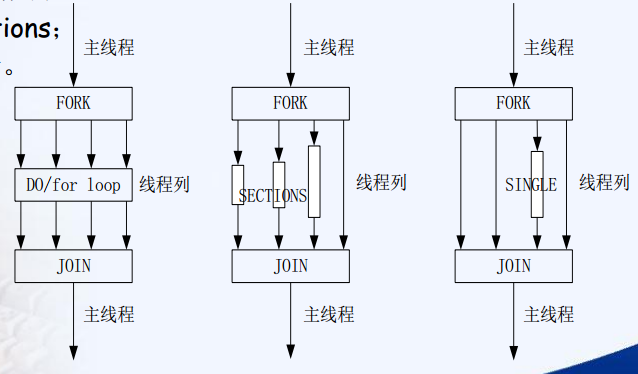 tions；
。
主线程 主线程 主线程
FORK FORK FORK
DO/for loop 线程列 SECTIONS 线程列 SINGLE 线程列
JOIN JOIN JOIN
主线程 主线程 主线程